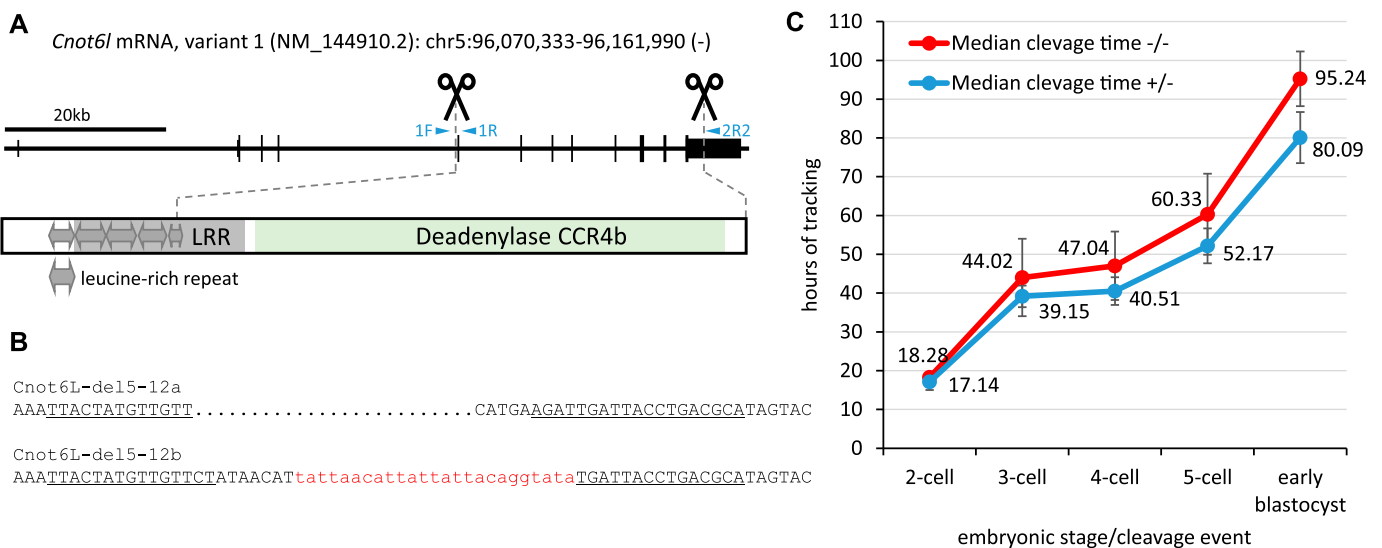 A
Cnot6l mRNA, variant 1 (NM_144910.2): chr5:96,070,333-96,161,990 (-)
20kb
1F 1R 2R2
LRR Deadenylase CCR4b
leucine-rich repeat
B
Cnot6L-del5-12a
AAATTACTATGTTGTT.........................CATGAAGATTGATTACCTGACGCATAGTAC
Cnot6L-del5-12b
AAATTACTATGTTGTTCTATAACATtattaacattattattacaggtataTGATTACCTGACGCATAGTAC
C
Median clevage time -/-
Median clevage time +/-
hours of tracking
110
100
90
80
70
60
50
40
30
20
10
0
18.28
17.14
44.02
39.15
47.04
40.51
60.33
52.17
95.24
80.09
2-cell 3-cell 4-cell 5-cell early
blastocyst
embryonic stage/cleavage event